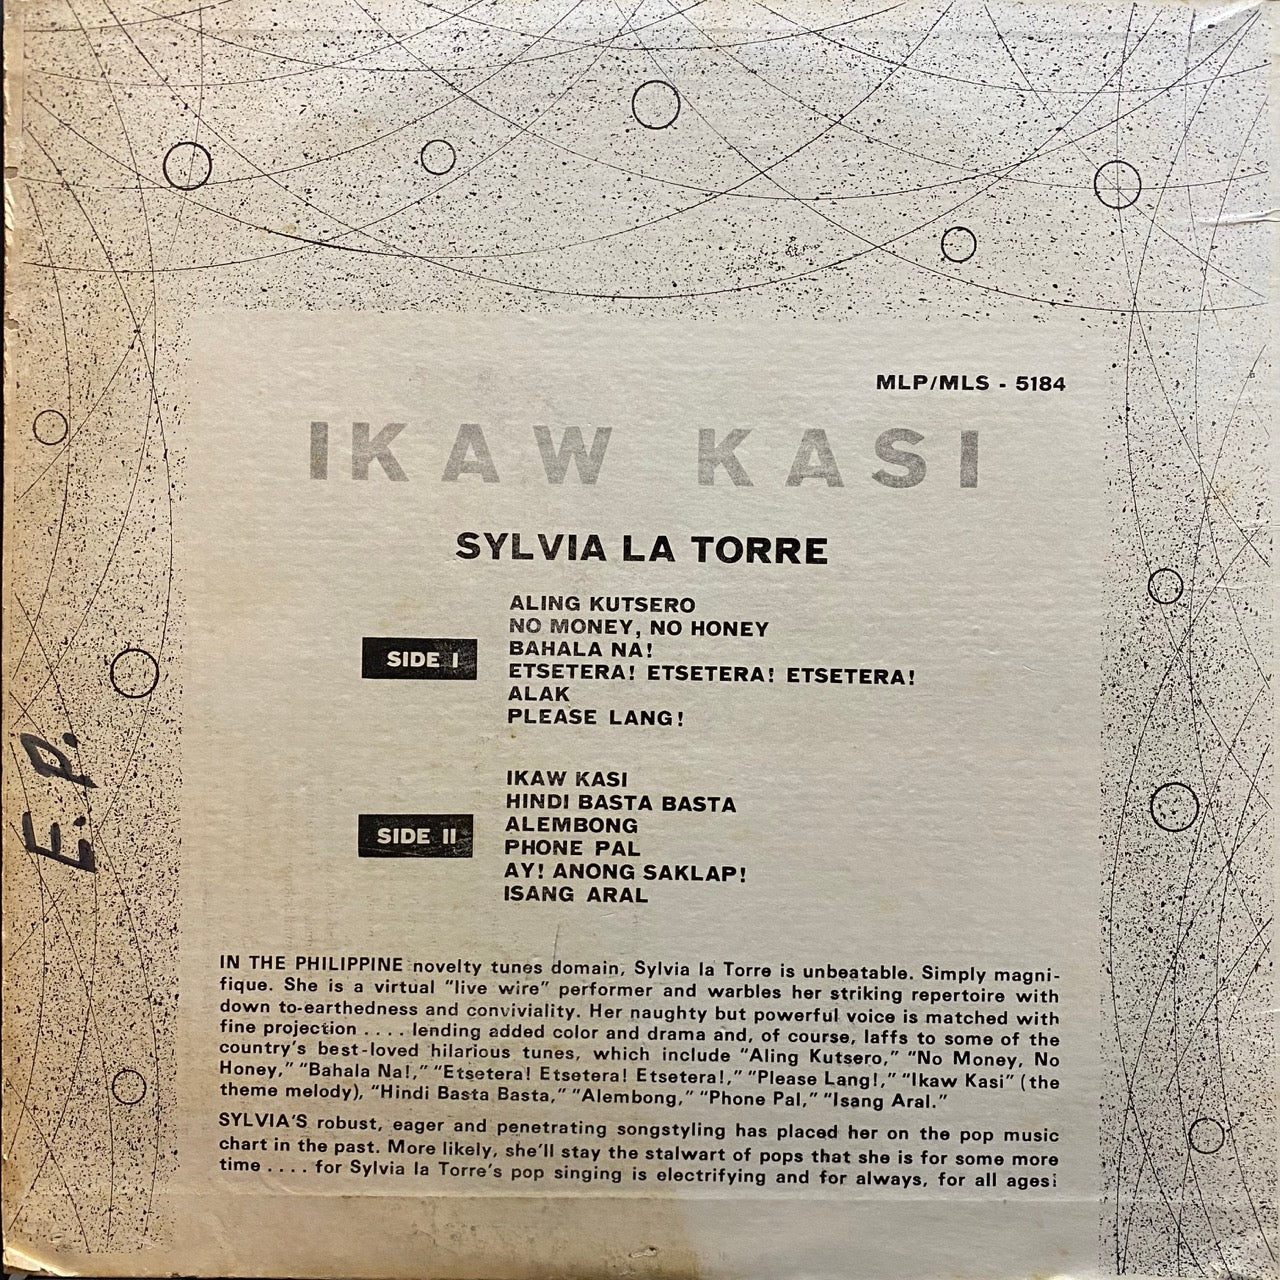 MLP/MLS - 5184
IKAW KASI
SYLVIA LA TORRE
SIDE I
ALING KUTSERO
NO MONEY, NO HONEY
BAHALA NA!
ETSETERA! ETSETERA! ETSETERA!
ALAK
PLEASE LANG!
SIDE II
IKAW KASI
HINDI BASTA BASTA
ALEMBONG
PHONE PAL
AY! ANONG SAKLAP!
ISANG ARAL
E.P.
IN THE PHILIPPINE novelty tunes domain, Sylvia la Torre is unbeatable. Simply magni-
fique. She is a virtual "live wire" performer and warbles her striking repertoire with
down to-earthedness and conviviality. Her naughty but powerful voice is matched with
fine projection .... lending added color and drama and, of course, laffs to some of the
country's best-loved hilarious tunes, which include "Aling Kutsero," "No Money, No
Honey," "Bahala Na!," "Etsetera! Etsetera! Etsetera!," "Please Lang!," "Ikaw Kasi" (the
theme melody), "Hindi Basta Basta," "Alembong," "Phone Pal," "Isang Aral."
SYLVIA'S robust, eager and penetrating songstyling has placed her on the pop music
chart in the past. More likely, she'll stay the stalwart of pops that she is for some more
time .... for Sylvia la Torre's pop singing is electrifying and for always, for all ages!